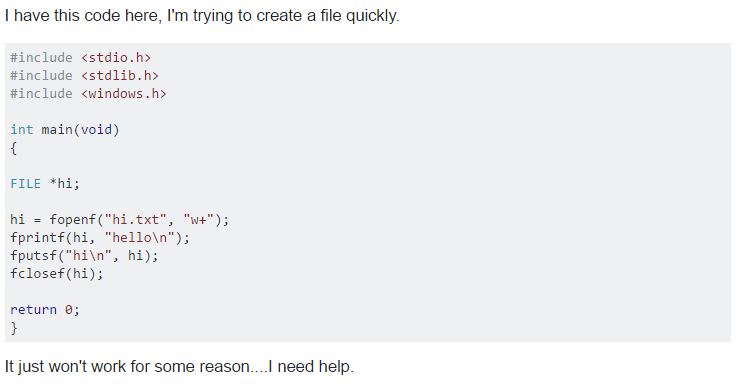 I have this code here, I'm trying to create a file quickly.
#include <stdio.h>
#include <stdlib.h>
#include <windows.h>
int main(void)
{
FILE *hi;
hi = fopenf("hi.txt", "w+");
fprintf(hi, "hello\n");
fputsf("hi\n", hi);
fclosef(hi);
return 0;
}
It just won't work for some reason....I need help.